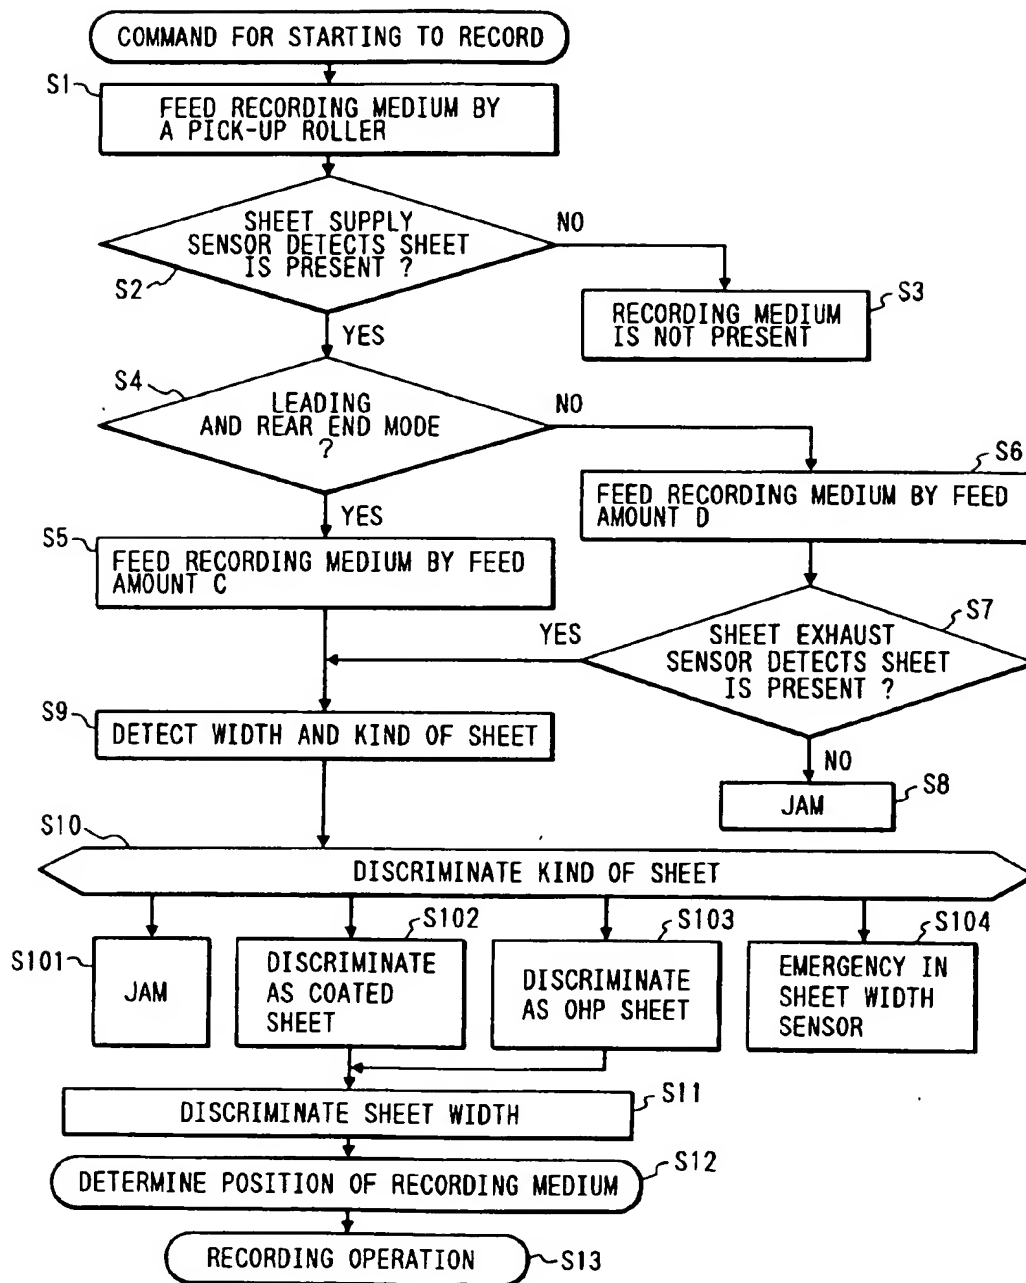 COMMAND FOR STARTING TO RECORD
S1
FEED RECORDING MEDIUM BY
A PICK-UP ROLLER
SHEET SUPPLY
SENSOR DETECTS SHEET
IS PRESENT ?
NO
S2
S3
RECORDING MEDIUM
IS NOT PRESENT
YES
S4
LEADING
AND REAR END MODE
?
NO
S6
FEED RECORDING MEDIUM BY FEED
AMOUNT D
YES
S5
FEED RECORDING MEDIUM BY FEED
AMOUNT C
S7
YES
SHEET EXHAUST
SENSOR DETECTS SHEET
IS PRESENT ?
S9
DETECT WIDTH AND KIND OF SHEET
NO
S8
JAM
S10
DISCRIMINATE KIND OF SHEET
S101
JAM
S102
DISCRIMINATE
AS COATED
SHEET
S103
DISCRIMINATE
AS OHP SHEET
S104
EMERGENCY IN
SHEET WIDTH
SENSOR
S11
DISCRIMINATE SHEET WIDTH
S12
DETERMINE POSITION OF RECORDING MEDIUM
RECORDING OPERATION
S13